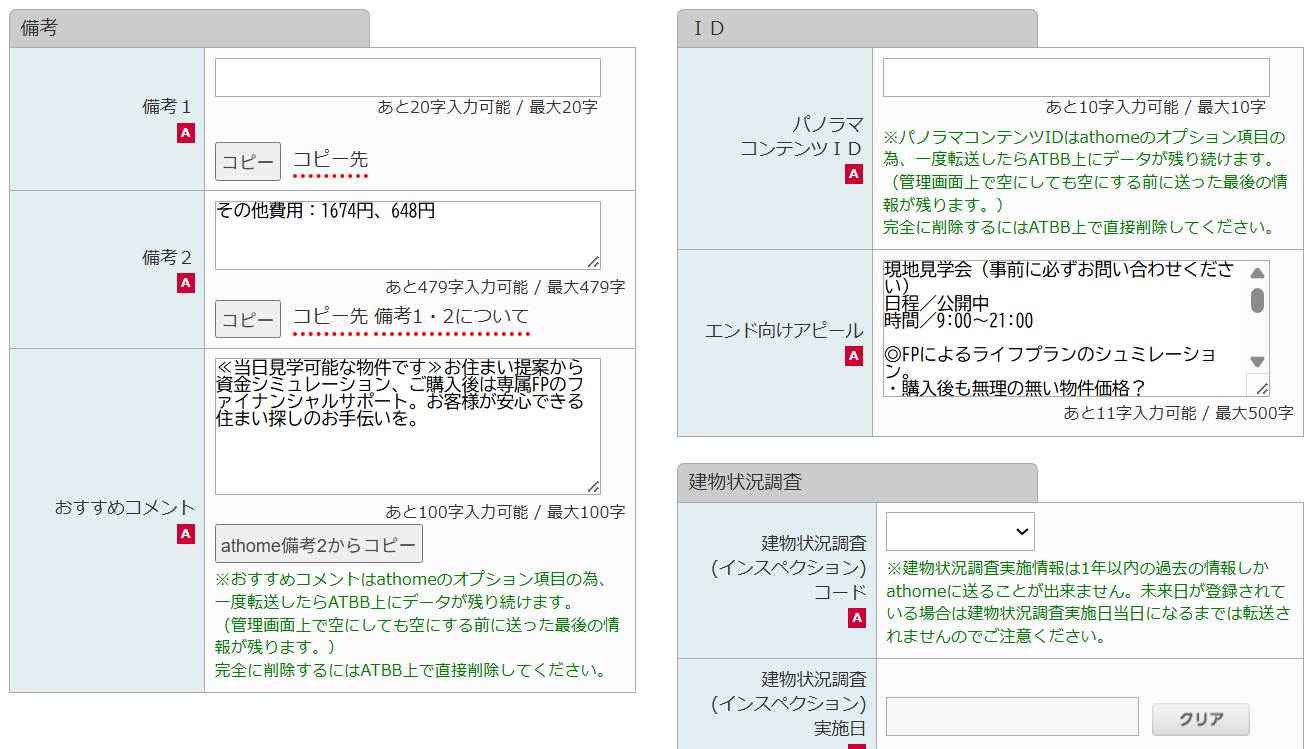 備考
備考１
A
あと20字入力可能 / 最大20字
コピー
コピー先
備考２
A
その他費用：1674円、648円
あと479字入力可能 / 最大479字
コピー
コピー先 備考1・2について
おすすめコメント
A
≪当日見学可能な物件です≫お住まい提案から
資金シミュレーション、ご購入後は専属FPのフ
ァイナンシャルサポート。お客様が安心できる
住まい探しのお手伝いを。
あと100字入力可能 / 最大100字
athome備考2からコピー
※おすすめコメントはathomeのオプション項目の為、
一度転送したらATBB上にデータが残り続けます。
（管理画面上で空にしても空にする前に送った最後の情
報が残ります。）
完全に削除するにはATBB上で直接削除してください。
ＩＤ
パノラマ
コンテンツＩＤ
A
あと10字入力可能 / 最大10字
※パノラマコンテンツIDはathomeのオプション項目の
為、一度転送したらATBB上にデータが残り続けます。
（管理画面上で空にしても空にする前に送った最後の情
報が残ります。）
完全に削除するにはATBB上で直接削除してください。
エンド向けアピール
A
現地見学会（事前に必ずお問い合わせくださ
い）
日程／公開中
時間／9:00～21:00
◎FPによるライフプランのシュミレーショ
ン。
・購入後も無理の無い物件価格？
あと11字入力可能 / 最大500字
建物状況調査
建物状況調査
(インスペクション)
コード
A
※建物状況調査実施情報は1年以内の過去の情報しか
athomeに送ることが出来ません。未来日が登録されて
いる場合は建物状況調査実施日当日になるまでは転送さ
れませんのでご注意ください。
建物状況調査
(インスペクション)
実施日
クリア